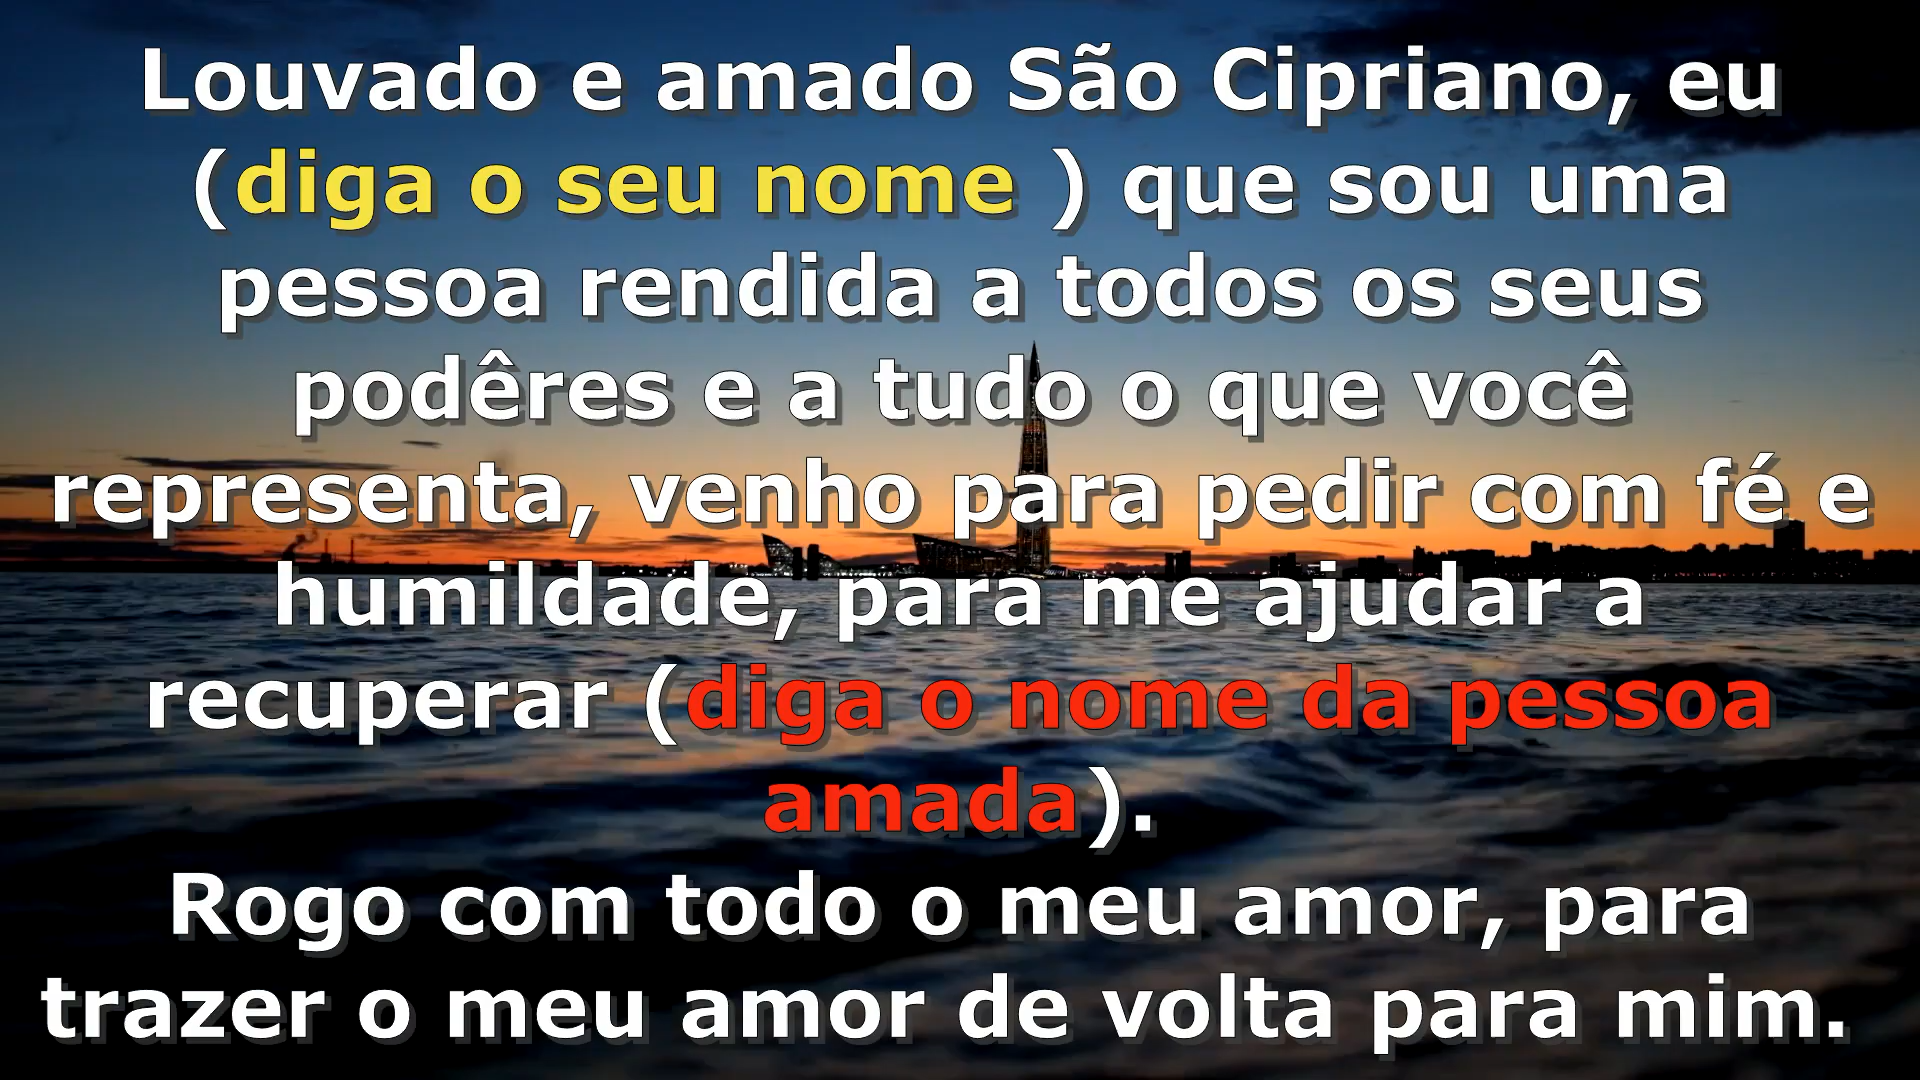 Louvado e amado São Cipriano, eu
(diga o seu nome ) que sou uma
pessoa rendida a todos os seus
podêres e a tudo o que você
representa, venho para pedir com fé e
humildade, para me ajudar a
recuperar (diga o nome da pessoa
amada).
Rogo com todo o meu amor, para
trazer o meu amor de volta para mim.